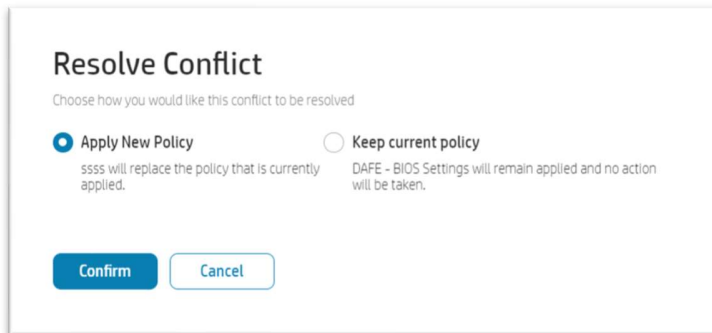 Resolve Conflict
Choose how you would like this conflict to be resolved
Apply New Policy
ssss will replace the policy that is currently
applied.
Keep current policy
DAFE - BIOS Settings will remain applied and no action
will be taken.
Confirm
Cancel